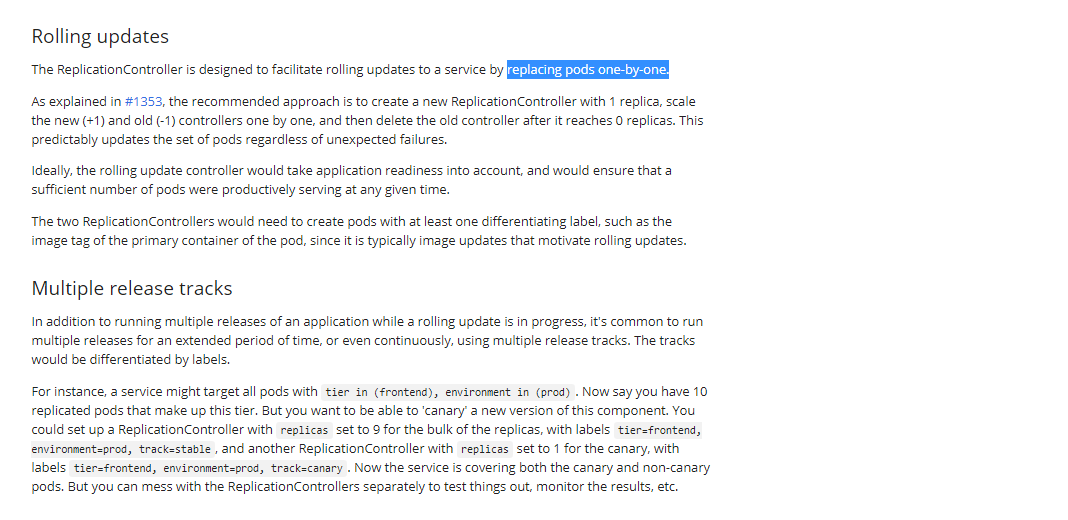 Rolling updates
The ReplicationController is designed to facilitate rolling updates to a service by replacing pods one-by-one.
As explained in #1353, the recommended approach is to create a new ReplicationController with 1 replica, scale
the new (+1) and old (-1) controllers one by one, and then delete the old controller after it reaches 0 replicas. This
predictably updates the set of pods regardless of unexpected failures.
Ideally, the rolling update controller would take application readiness into account, and would ensure that a
sufficient number of pods were productively serving at any given time.
The two ReplicationControllers would need to create pods with at least one differentiating label, such as the
image tag of the primary container of the pod, since it is typically image updates that motivate rolling updates.
Multiple release tracks
In addition to running multiple releases of an application while a rolling update is in progress, it's common to run
multiple releases for an extended period of time, or even continuously, using multiple release tracks. The tracks
would be differentiated by labels.
For instance, a service might target all pods with tier in (frontend), environment in (prod) . Now say you have 10
replicated pods that make up this tier. But you want to be able to 'canary' a new version of this component. You
could set up a ReplicationController with replicas set to 9 for the bulk of the replicas, with labels tier=frontend,
environment=prod, track=stable , and another ReplicationController with replicas set to 1 for the canary, with
labels tier=frontend, environment=prod, track=canary . Now the service is covering both the canary and non-canary
pods. But you can mess with the ReplicationControllers separately to test things out, monitor the results, etc.